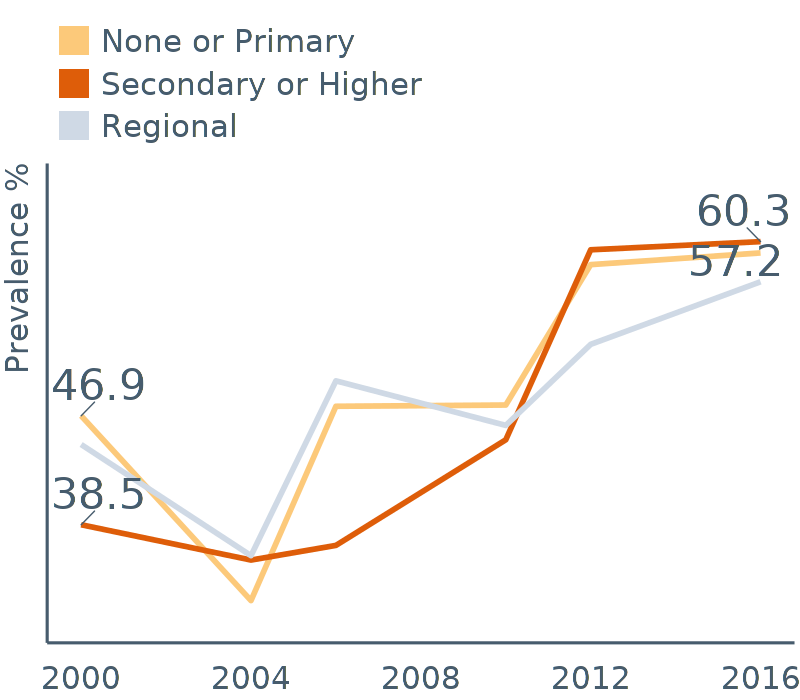 None or Primary
Secondary or Higher
Regional
Prevalence %
60.3
57.2
46.9
38.5
2000 2004 2008 2012 2016